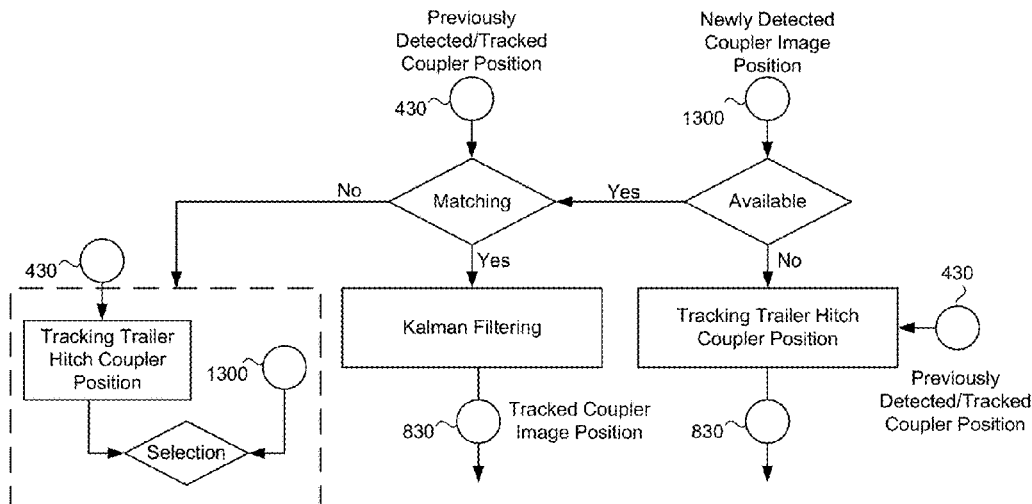 Previously
Detected/Tracked
Coupler Position
Newly Detected
Coupler Image
Position
430
1300
No
Matching
Yes
Available
430
Yes
No
430
Tracking Trailer
Hitch Coupler
Position
1300
Kalman Filtering
Tracking Trailer Hitch
Coupler Position
Selection
830
Tracked Coupler
Image Position
830
Previously
Detected/Tracked
Coupler Position